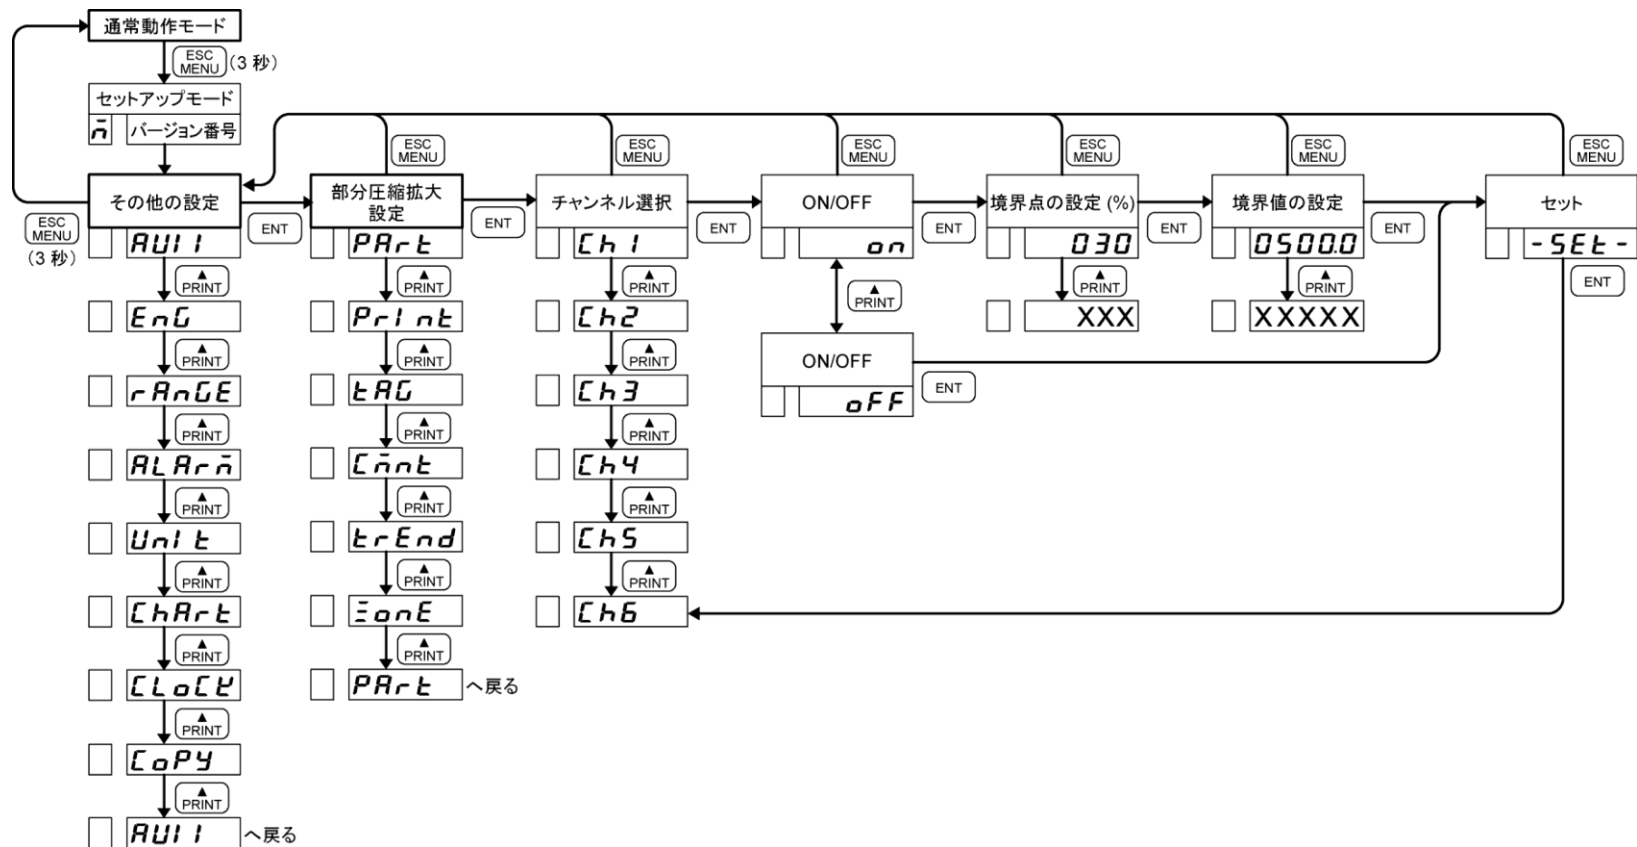 通常動作モード
ESC
MENU
(3 秒)
セットアップモード
ñ
バージョン番号
その他の設定
ESC
MENU
(3 秒)
ENT
AUX
▲
PRINT
EnG
▲
PRINT
rAnGE
▲
PRINT
ALArm
▲
PRINT
UnIt
▲
PRINT
ChArt
▲
PRINT
CLoCK
▲
PRINT
CoPY
▲
PRINT
AUX
へ戻る
ESC
MENU
部分圧縮拡大
設定
ENT
PArt
▲
PRINT
PrInt
▲
PRINT
tAG
▲
PRINT
Cmnt
▲
PRINT
trEnd
▲
PRINT
ZonE
▲
PRINT
PArt
へ戻る
ESC
MENU
チャンネル選択
ENT
Ch1
▲
PRINT
Ch2
▲
PRINT
Ch3
▲
PRINT
Ch4
▲
PRINT
Ch5
▲
PRINT
Ch6
ESC
MENU
ON/OFF
on
ENT
▲
PRINT
ON/OFF
oFF
ENT
ESC
MENU
境界点の設定 (%)
030
ENT
▲
PRINT
XXX
ESC
MENU
境界値の設定
0500.0
ENT
▲
PRINT
XXXXX
ESC
MENU
セット
-SEt-
ENT